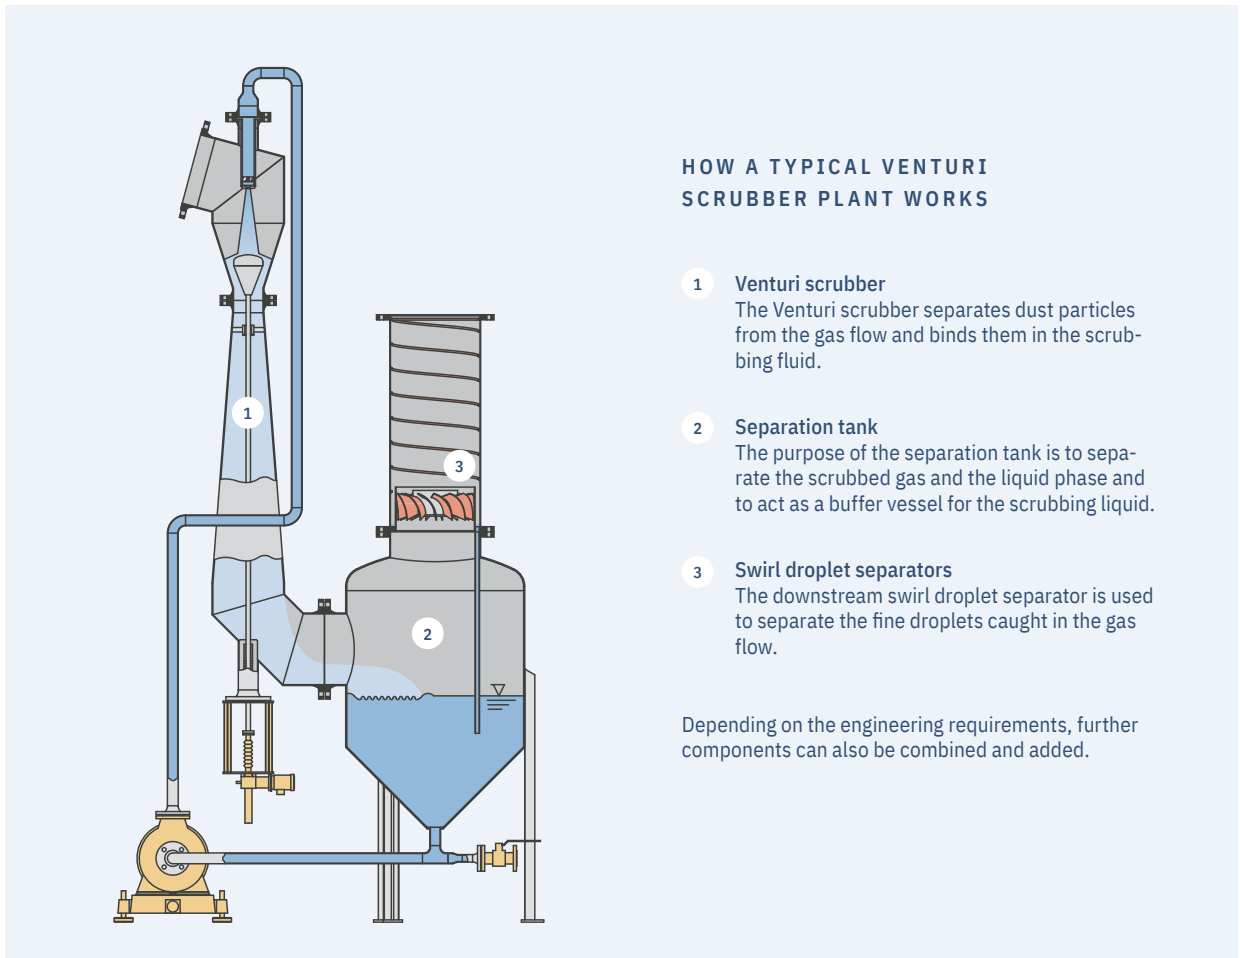 HOW A TYPICAL VENTURI
SCRUBBER PLANT WORKS
1
Venturi scrubber
The Venturi scrubber separates dust particles
from the gas flow and binds them in the scrub-
bing fluid.
2
Separation tank
The purpose of the separation tank is to sepa-
rate the scrubbed gas and the liquid phase and
to act as a buffer vessel for the scrubbing liquid.
3
Swirl droplet separators
The downstream swirl droplet separator is used
to separate the fine droplets caught in the gas
flow.
Depending on the engineering requirements, further
components can also be combined and added.
1
3
2